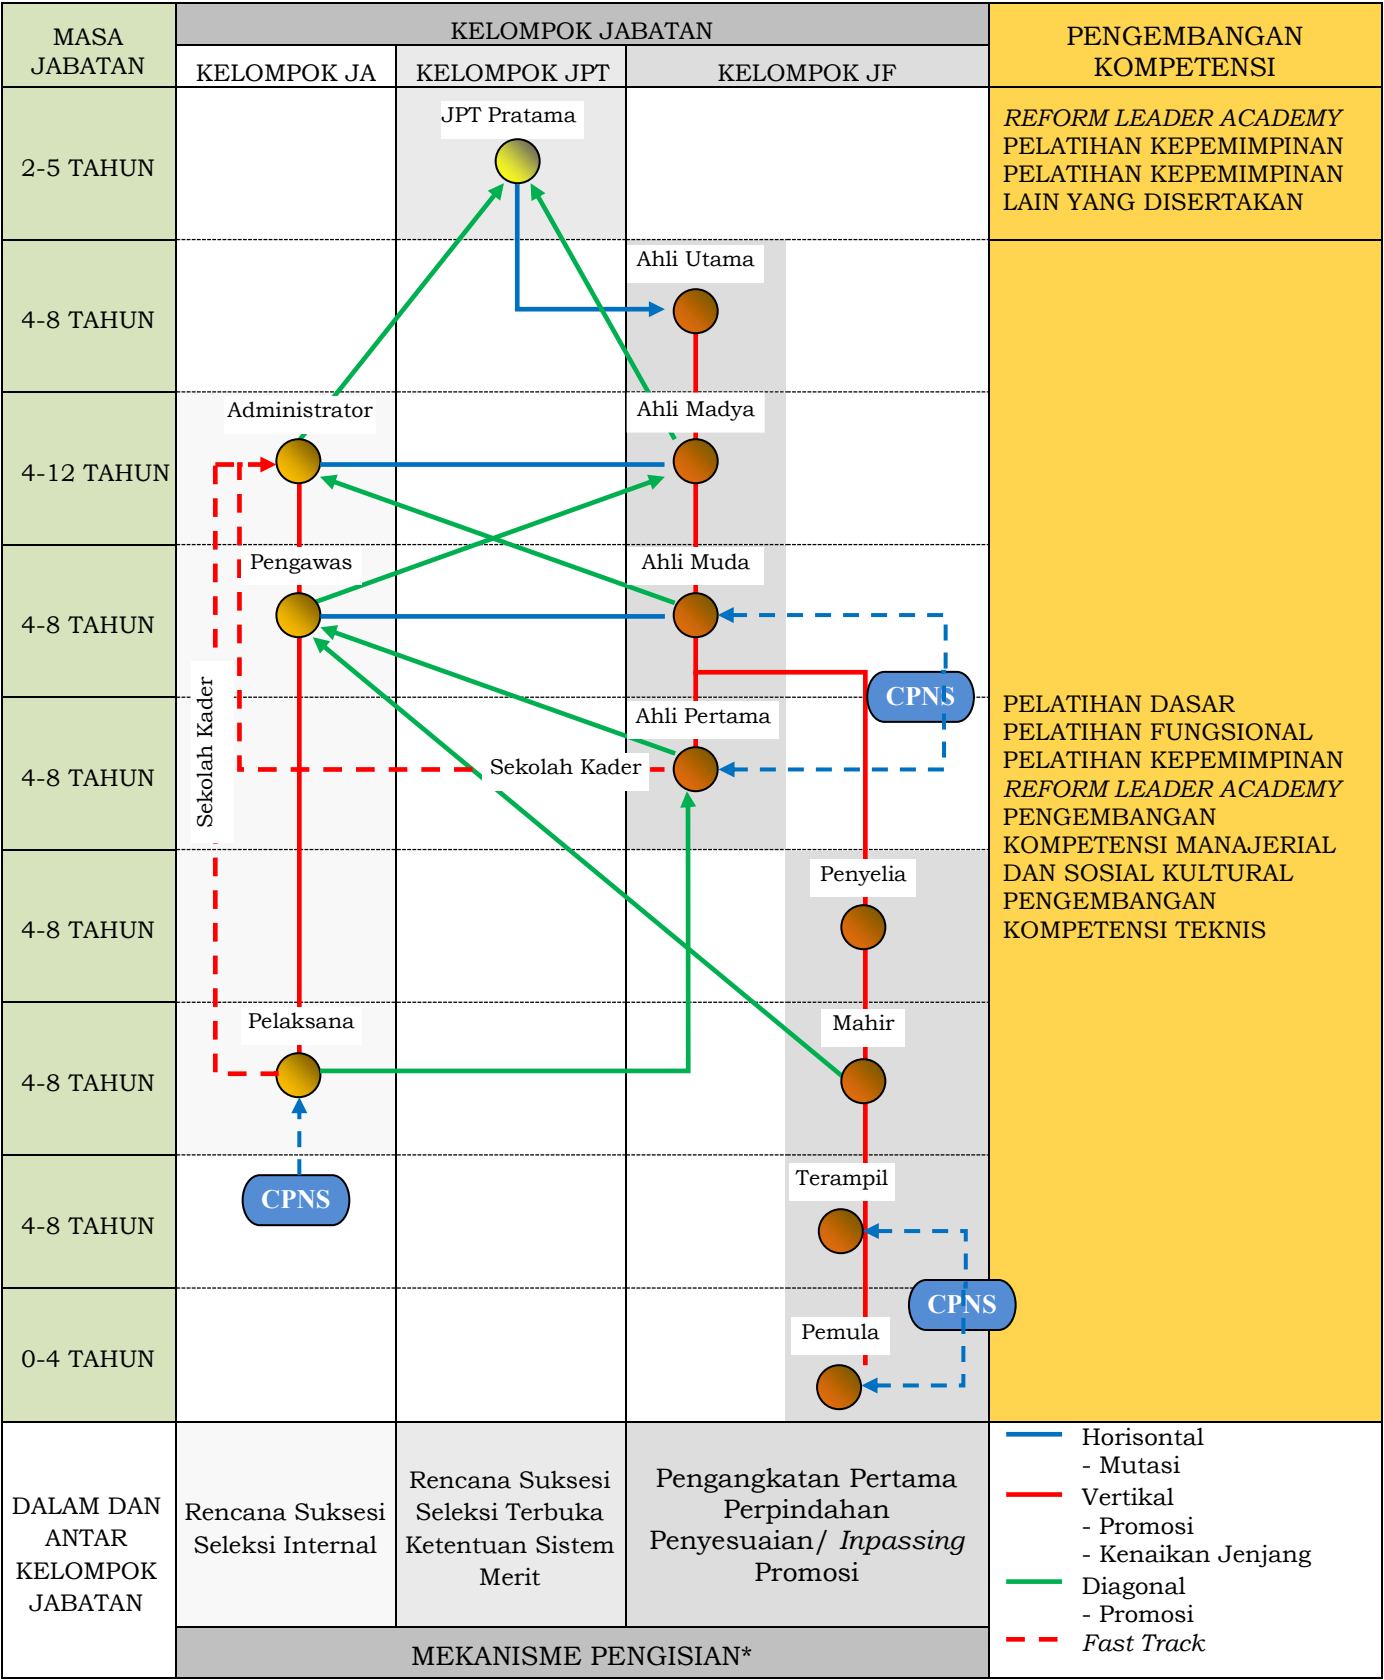 MASA
JABATAN
KELOMPOK JABATAN
KELOMPOK JA
KELOMPOK JPT
KELOMPOK JF
PENGEMBANGAN
KOMPETENSI
2-5 TAHUN
JPT Pratama
REFORM LEADER ACADEMY
PELATIHAN KEPEMIMPINAN
PELATIHAN KEPEMIMPINAN
LAIN YANG DISERTAKAN
4-8 TAHUN
Ahli Utama
4-12 TAHUN
Administrator
Ahli Madya
4-8 TAHUN
Pengawas
Ahli Muda
CPNS
4-8 TAHUN
Sekolah Kader
Ahli Pertama
Sekolah Kader
PELATIHAN DASAR
PELATIHAN FUNGSIONAL
PELATIHAN KEPEMIMPINAN
REFORM LEADER ACADEMY
PENGEMBANGAN
KOMPETENSI MANAJERIAL
DAN SOSIAL KULTURAL
PENGEMBANGAN
KOMPETENSI TEKNIS
4-8 TAHUN
Penyelia
4-8 TAHUN
Pelaksana
Mahir
4-8 TAHUN
CPNS
Terampil
CPNS
0-4 TAHUN
Pemula
DALAM DAN
ANTAR
KELOMPOK
JABATAN
Rencana Suksesi
Seleksi Internal
Rencana Suksesi
Seleksi Terbuka
Ketentuan Sistem
Merit
Pengangkatan Pertama
Perpindahan
Penyesuaian/ Inpassing
Promosi
MEKANISME PENGISIAN*
Horisontal
- Mutasi
Vertikal
- Promosi
- Kenaikan Jenjang
Diagonal
- Promosi
Fast Track